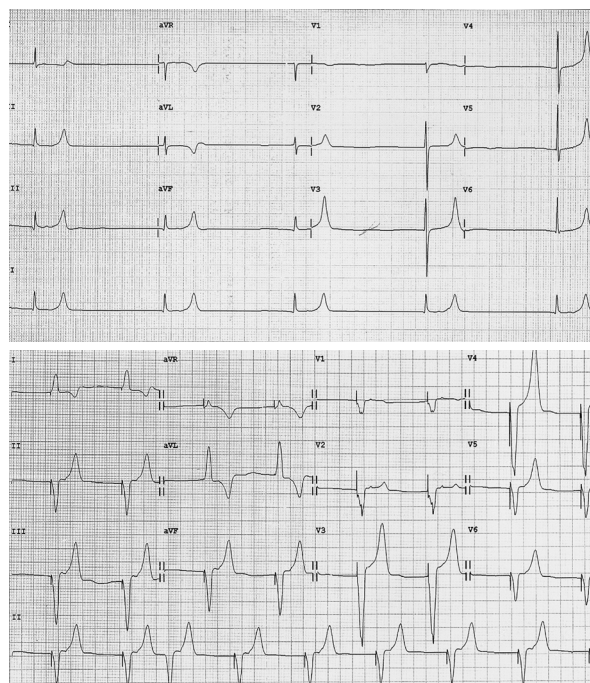 aVR V1 V4
II aVL V2 V5
II aVF V3 V6
I
I aVR V1 V4
II aVL V2 V5
III aVF V3 V6
II